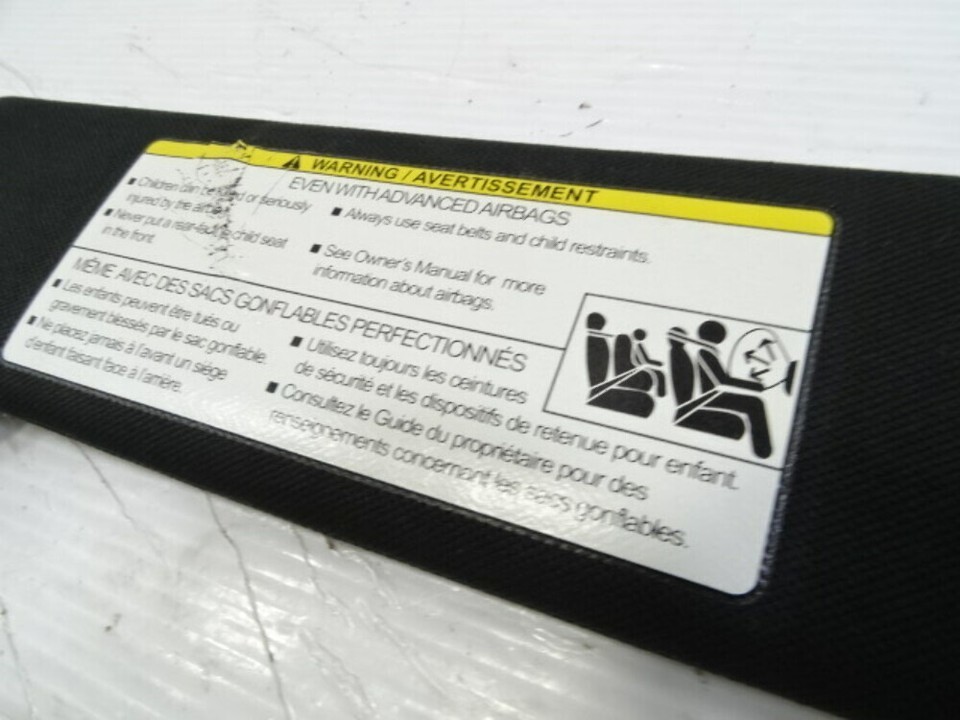 WARNING / AVERTISSEMENT
EVEN WITH ADVANCED AIRBAGS
■ Children can be killed or seriously
injured by the airbag
■ Never put a rear-facing child seat
in the front.
■ Always use seat belts and child restraints.
■ See Owner's Manual for more
information about airbags.
MÊME AVEC DES SACS GONFLABLES PERFECTIONNÉS
■ Les enfants peuvent être tués ou
gravement blessés par le sac gonflable.
■ Ne placez jamais à l'avant un siège
d'enfant faisant face à l'arrière.
■ Utilisez toujours les ceintures
de sécurité et les dispositifs de retenue pour enfant.
■ Consultez le Guide du propriétaire pour des
renseignements concernant les sacs gonflables.